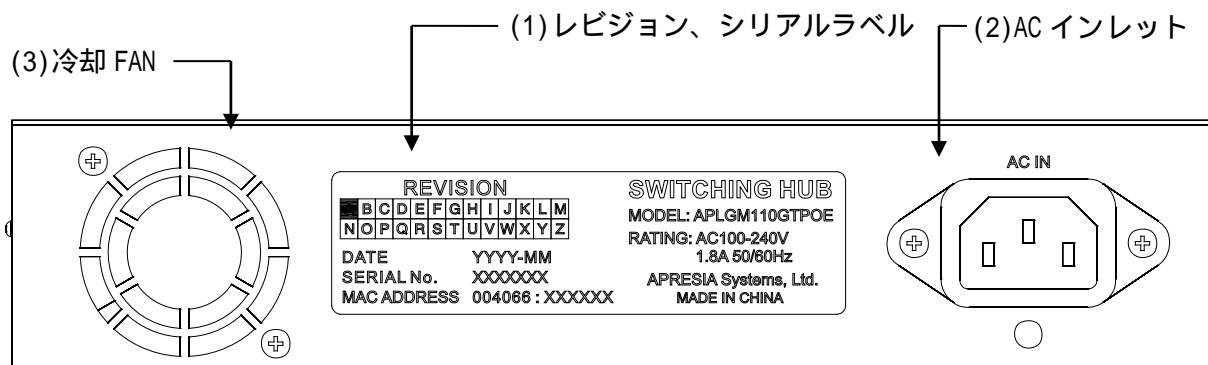 (1)レビジョン、シリアルラベル
(2)AC インレット
(3)冷却 FAN
AC IN
REVISION
B C D E F G H I J K L M
N O P Q R S T U V W X Y Z
DATE YYYY-MM
SERIAL No. XXXXXXX
MAC ADDRESS 004066 : XXXXXX
SWITCHING HUB
MODEL: APLGM110GTPOE
RATING: AC100-240V
1.8A 50/60Hz
APRESIA Systems, Ltd.
MADE IN CHINA